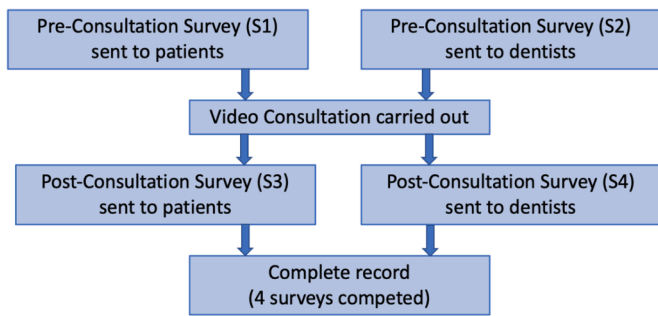 Pre-Consultation Survey (S1)
sent to patients
Pre-Consultation Survey (S2)
sent to dentists
Video Consultation carried out
Post-Consultation Survey (S3)
sent to patients
Post-Consultation Survey (S4)
sent to dentists
Complete record
(4 surveys competed)